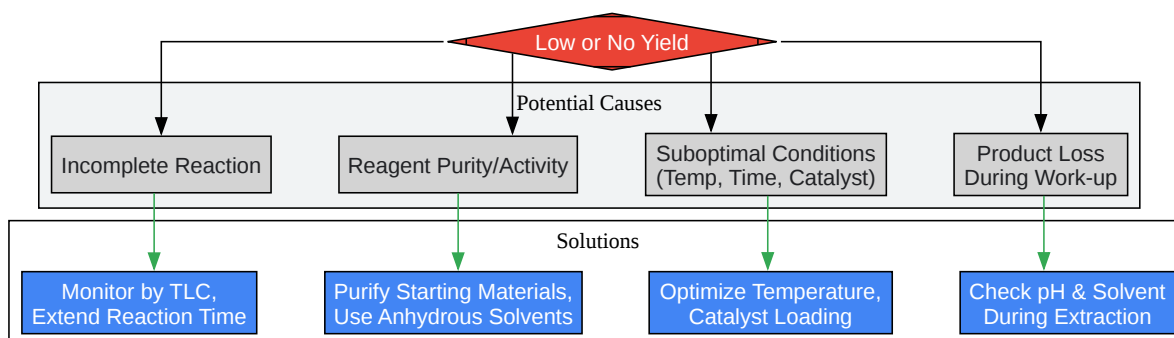 Low or No Yield
Potential Causes
Incomplete Reaction
Reagent Purity/Activity
Suboptimal Conditions
(Temp, Time, Catalyst)
Product Loss
During Work-up
Solutions
Monitor by TLC,
Extend Reaction Time
Purify Starting Materials,
Use Anhydrous Solvents
Optimize Temperature,
Catalyst Loading
Check pH & Solvent
During Extraction